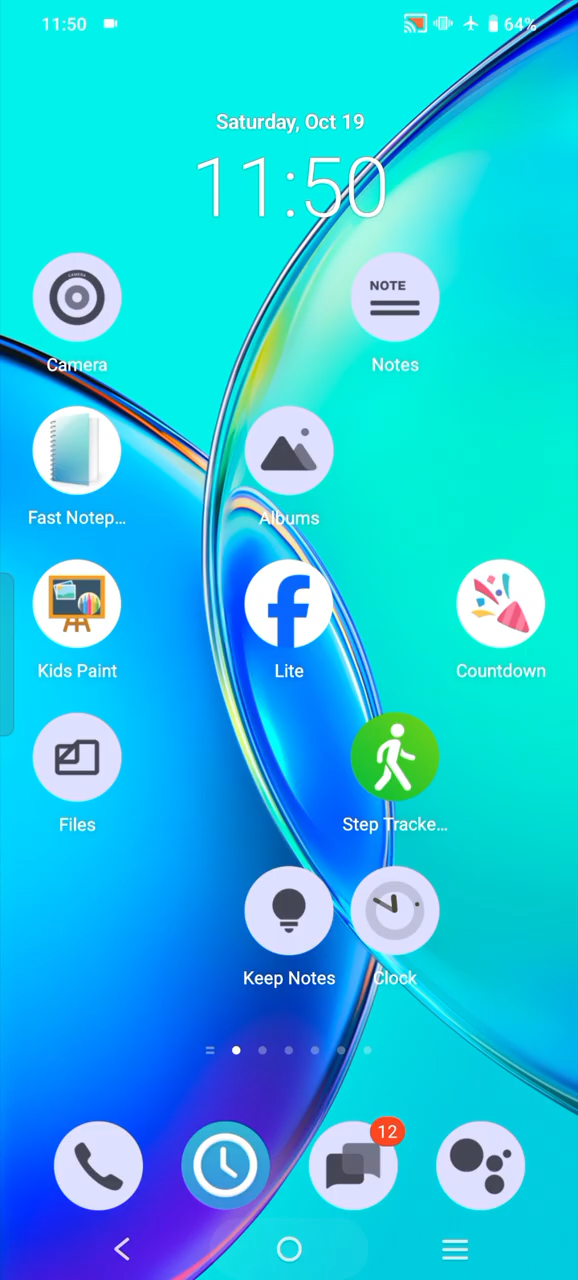 11:50
64%
Saturday, Oct 19
11:50
CAMERA
NOTE
Camera
Notes
Fast Notep...
Albums
Kids Paint
Lite
Countdown
Files
Step Tracke...
Keep Notes
Clock
12